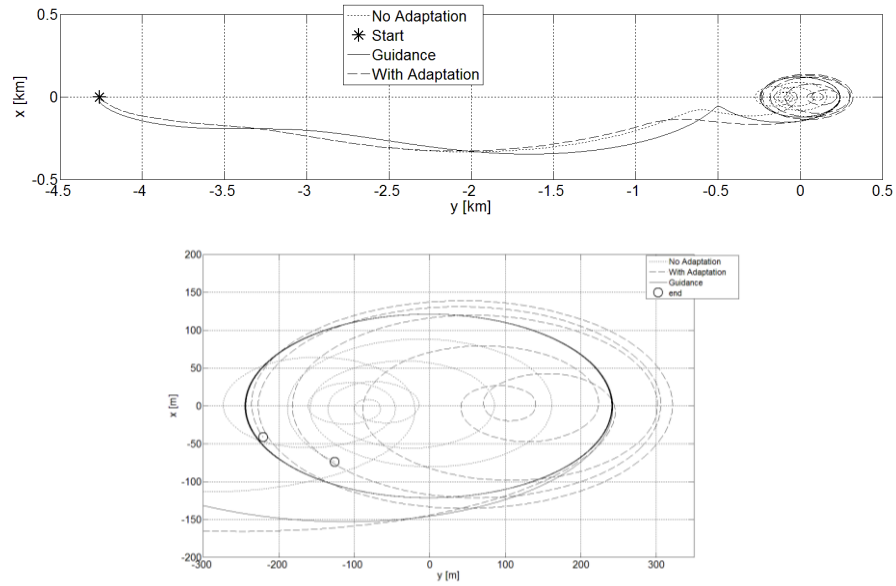 No Adaptation
Start
Guidance
With Adaptation
x [km]
0.5
0
-0.5
-4.5 -4 -3.5 -3 -2.5 -2 -1.5 -1 -0.5 0 0.5
y [km]
No Adaptation
With Adaptation
Guidance
end
x [m]
200
150
100
50
0
-50
-100
-150
-200
-300 -200 -100 0 100 200 300
y [m]